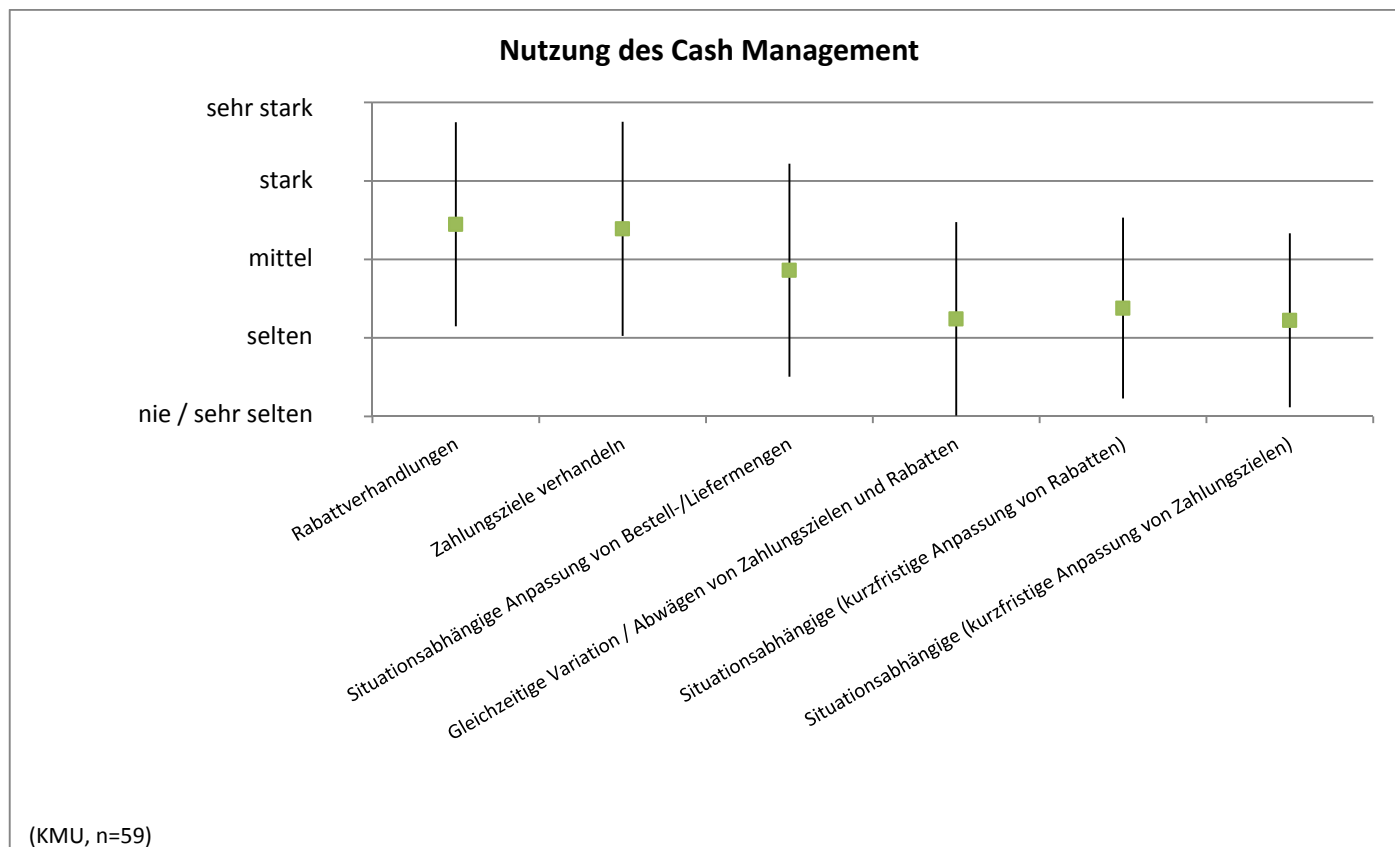 Nutzung des Cash Management
sehr stark
stark
mittel
selten
nie / sehr selten
Rabattverhandlungen
Zahlungsziele verhandeln
Situationsabhängige Anpassung von Bestell-/Liefermengen
Gleichzeitige Variation / Abwägen von Zahlungszielen und Rabatten
Situationsabhängige (kurzfristige Anpassung von Rabatten)
Situationsabhängige (kurzfristige Anpassung von Zahlungszielen)
(KMU, n=59)